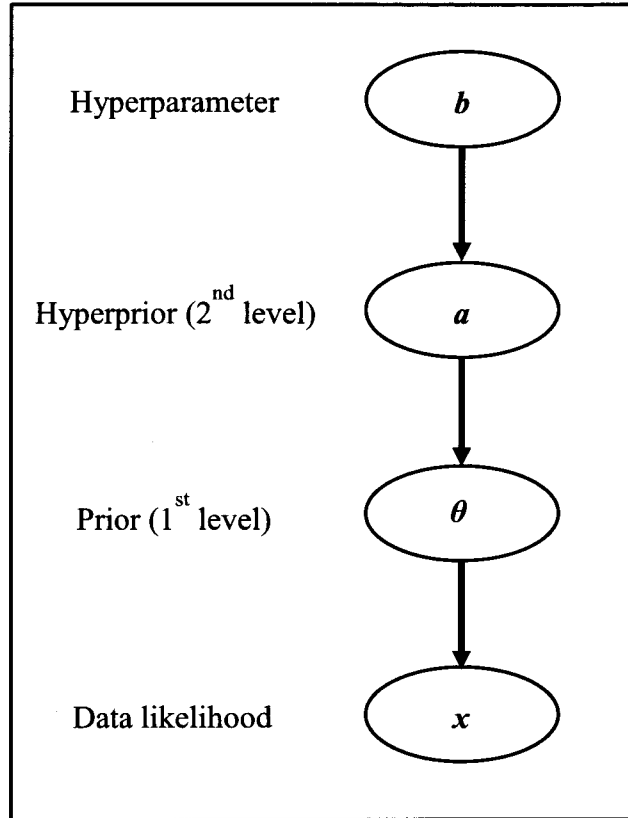 Hyperparameter b
Hyperprior (2nd level) a
Prior (1st level) θ
Data likelihood x